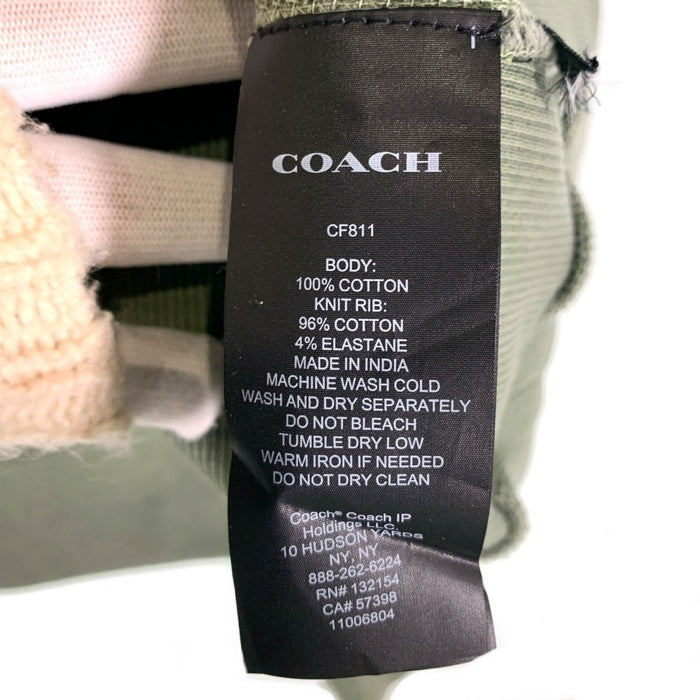 COACH
CF811
BODY:
100% COTTON
KNIT RIB:
96% COTTON
4% ELASTANE
MADE IN INDIA
MACHINE WASH COLD
WASH AND DRY SEPARATELY
DO NOT BLEACH
TUMBLE DRY LOW
WARM IRON IF NEEDED
DO NOT DRY CLEAN
Coach® Coach IP
Holdings LLC.
10 HUDSON YARDS
NY, NY
888-262-6224
RN# 132154
CA# 57398
11006804